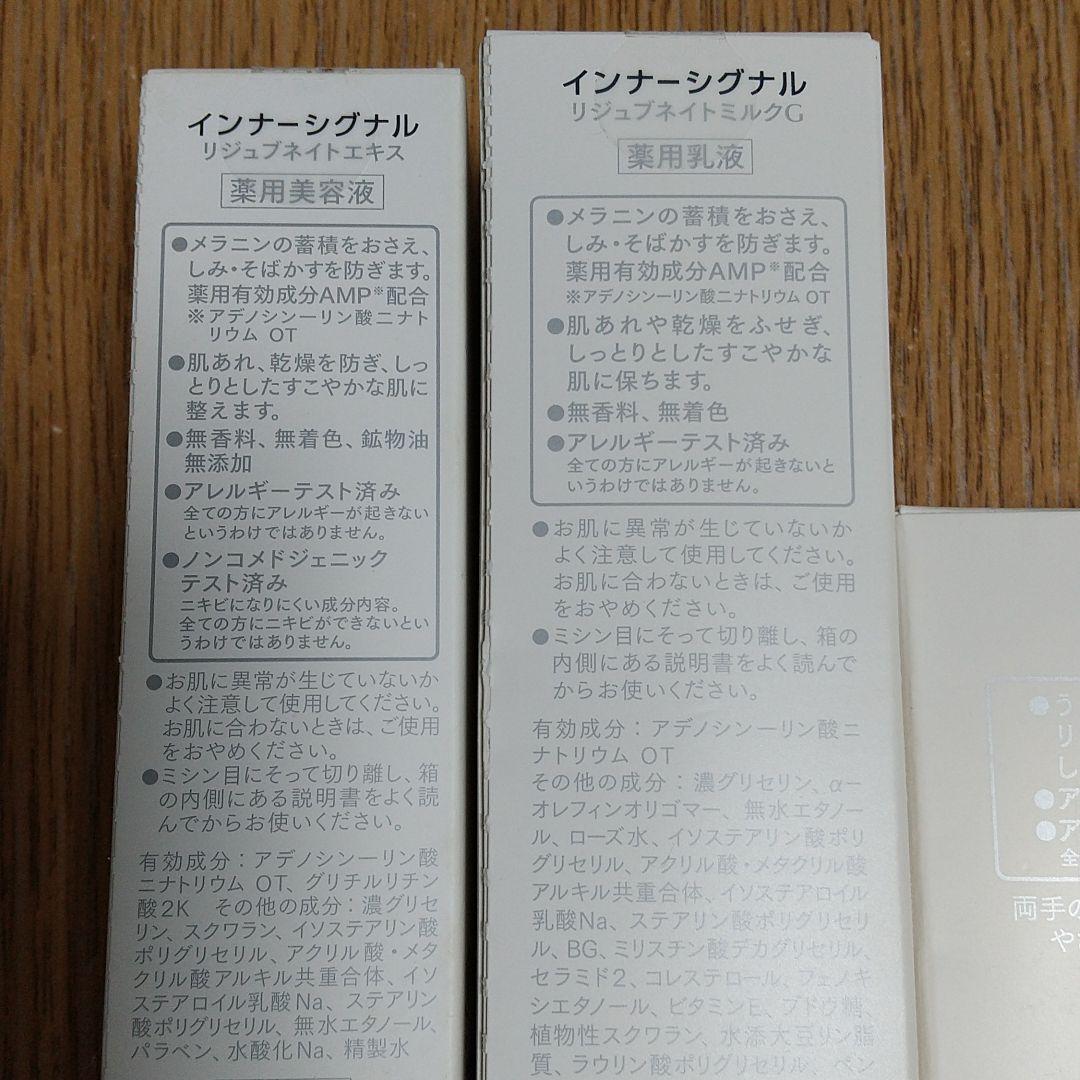 インナーシグナル
リジュブネイトエキス
薬用美容液
●メラニンの蓄積をおさえ、
しみ・そばかすを防ぎます。
薬用有効成分AMP※配合
※アデノシン一リン酸二ナト
リウム OT
●肌あれ、乾燥を防ぎ、しっ
とりとしたすこやかな肌に
整えます。
●無香料、無着色、鉱物油
無添加
●アレルギーテスト済み
全ての方にアレルギーが起きない
というわけではありません。
●ノンコメドジェニック
テスト済み
ニキビになりにくい成分内容。
全ての方にニキビができないとい
うわけではありません。
●お肌に異常が生じていないか
よく注意して使用してください。
お肌に合わないときは、ご使用
をおやめください。
●ミシン目にそって切り離し、箱
の内側にある説明書をよく読
んでからお使いください。
有効成分：アデノシン一リン酸
二ナトリウム OT、グリチルリチン
酸2K その他の成分：濃グリセ
リン、スクワラン、イソステアリン酸
ポリグリセリル、アクリル酸・メタ
クリル酸アルキル共重合体、イソ
ステアロイル乳酸Na、ステアリン
酸ポリグリセリル、無水エタノール、
パラベン、水酸化Na、精製水
インナーシグナル
リジュブネイトミルクG
薬用乳液
●メラニンの蓄積をおさえ、
しみ・そばかすを防ぎます。
薬用有効成分AMP※配合
※アデノシン一リン酸二ナトリウム OT
●肌あれや乾燥をふせぎ、
しっとりとしたすこやかな
肌に保ちます。
●無香料、無着色
●アレルギーテスト済み
全ての方にアレルギーが起きないと
いうわけではありません。
●お肌に異常が生じていないか
よく注意して使用してください。
お肌に合わないときは、ご使用
をおやめください。
●ミシン目にそって切り離し、箱の
内側にある説明書をよく読んで
からお使いください。
有効成分：アデノシン一リン酸二
ナトリウム OT
その他の成分：濃グリセリン、α－
オレフィンオリゴマー、無水エタノー
ル、ローズ水、イソステアリン酸ポリ
グリセリル、アクリル酸・メタクリル酸
アルキル共重合体、イソステアロイル
乳酸Na、ステアリン酸ポリグリセリ
ル、BG、ミリスチン酸デカグリセリル、
セラミド2、コレステロール、フェノキ
シエタノール、ビタミンE、ブドウ糖、
植物性スクワラン、水添大豆リン脂
質、ラウリン酸ポリグリセリル、ベン
●う
リ
し
●ア
●ア
全
両手の
や